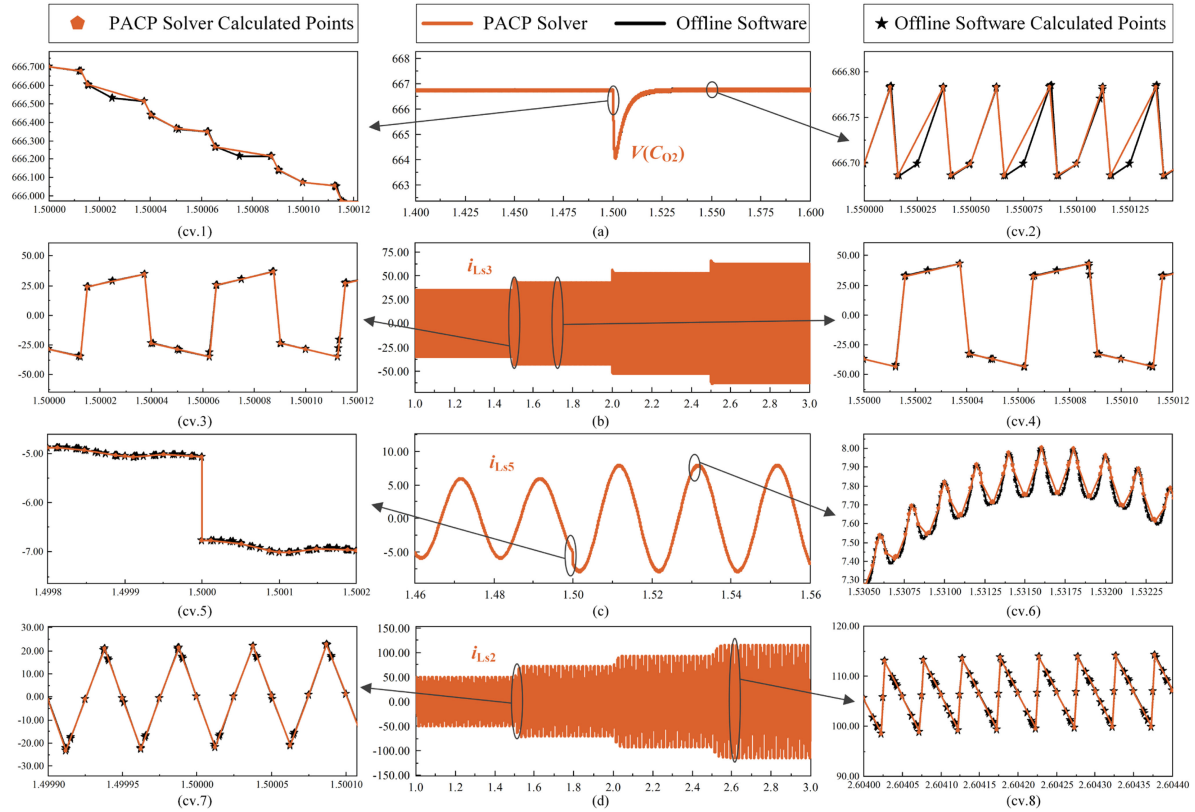 PACP Solver Calculated Points
PACP Solver Offline Software
Offline Software Calculated Points
666.700
666.600
666.500
666.400
666.300
666.200
666.100
666.000
1.50000 1.50002 1.50004 1.50006 1.50008 1.50010 1.50012
(cv.1)
668
667
666
665
664
663
V(CO2)
1.400 1.425 1.450 1.475 1.500 1.525 1.550 1.575 1.600
(a)
666.80
666.75
666.70
1.550000 1.550025 1.550050 1.550075 1.550100 1.550125
(cv.2)
50.00
25.00
0.00
-25.00
-50.00
1.50000 1.50002 1.50004 1.50006 1.50008 1.50010 1.50012
(cv.3)
75.00
50.00
25.00
0.00
-25.00
-50.00
iLs3
1.0 1.2 1.4 1.6 1.8 2.0 2.2 2.4 2.6 2.8 3.0
(b)
50.00
25.00
0.00
-25.00
-50.00
1.55000 1.55002 1.55004 1.55006 1.55008 1.55010 1.55012
(cv.4)
-5.00
-6.00
-7.00
1.4998 1.4999 1.5000 1.5001 1.5002
(cv.5)
10.00
5.00
0.00
-5.00
-10.00
iLs5
1.46 1.48 1.50 1.52 1.54 1.56
(c)
8.00
7.90
7.80
7.70
7.60
7.50
7.40
7.30
1.53050 1.53075 1.53100 1.53125 1.53150 1.53175 1.53200 1.53225
(cv.6)
30.00
20.00
10.00
0.00
-10.00
-20.00
-30.00
1.49990 1.49995 1.50000 1.50005 1.50010
(cv.7)
150.00
100.00
50.00
0.00
-50.00
-100.00
-150.00
iLs2
1.0 1.2 1.4 1.6 1.8 2.0 2.2 2.4 2.6 2.8 3.0
(d)
120.00
110.00
100.00
90.00
2.60400 2.60405 2.60410 2.60415 2.60420 2.60425 2.60430 2.60435 2.60440
(cv.8)